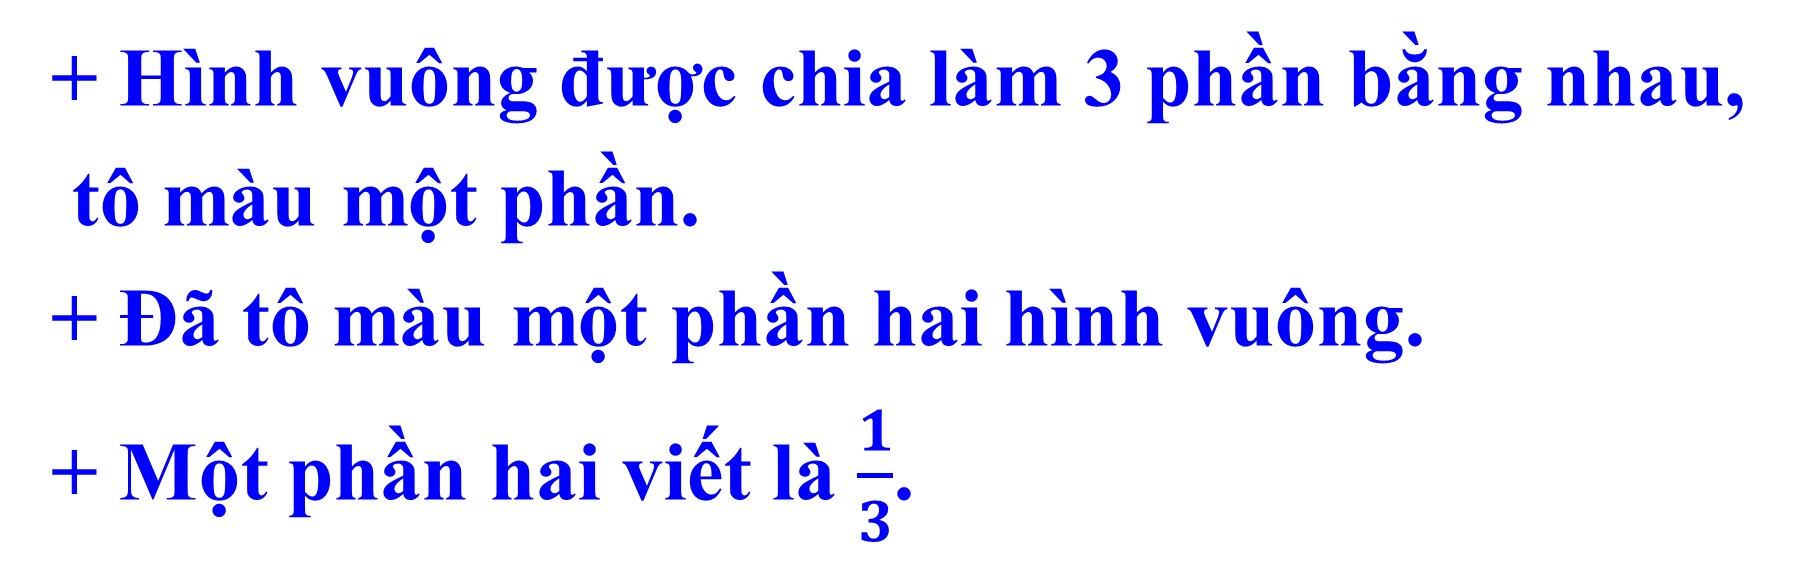 + Hình vuông được chia làm 3 phần bằng nhau,
tô màu một phần.
+ Đã tô màu một phần hai hình vuông.
+ Một phần hai viết là 1/3.